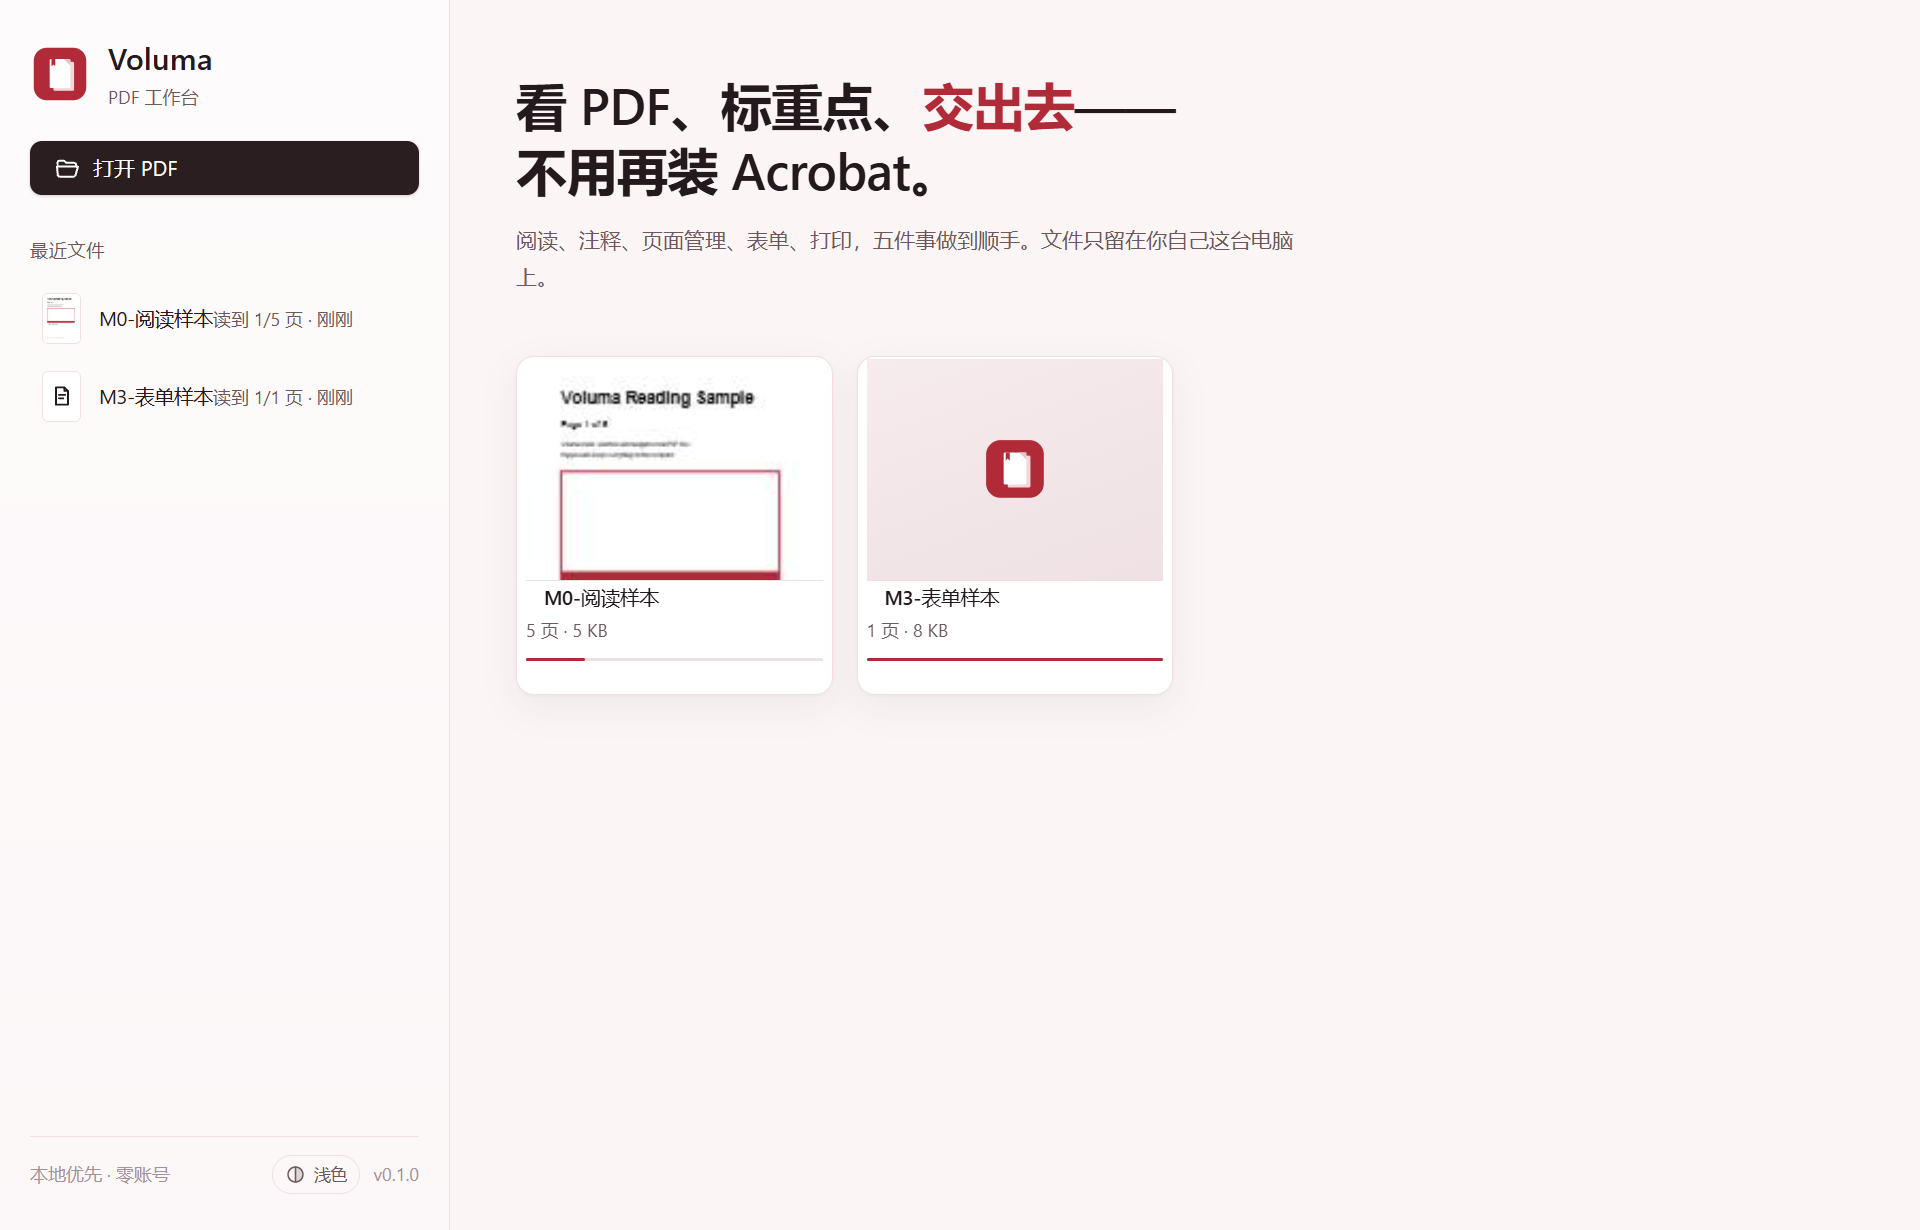 Voluma
PDF 工作台
打开 PDF
最近文件
M0-阅读样本读到 1/5 页 · 刚刚
M3-表单样本读到 1/1 页 · 刚刚
本地优先 · 零账号
浅色
v0.1.0
看 PDF、标重点、交出去——
不用再装 Acrobat。
阅读、注释、页面管理、表单、打印，五件事做到顺手。文件只留在你自己这台电脑
上。
Voluma Reading Sample
Page 1 of 5
M0-阅读样本
5 页 · 5 KB
M3-表单样本
1 页 · 8 KB